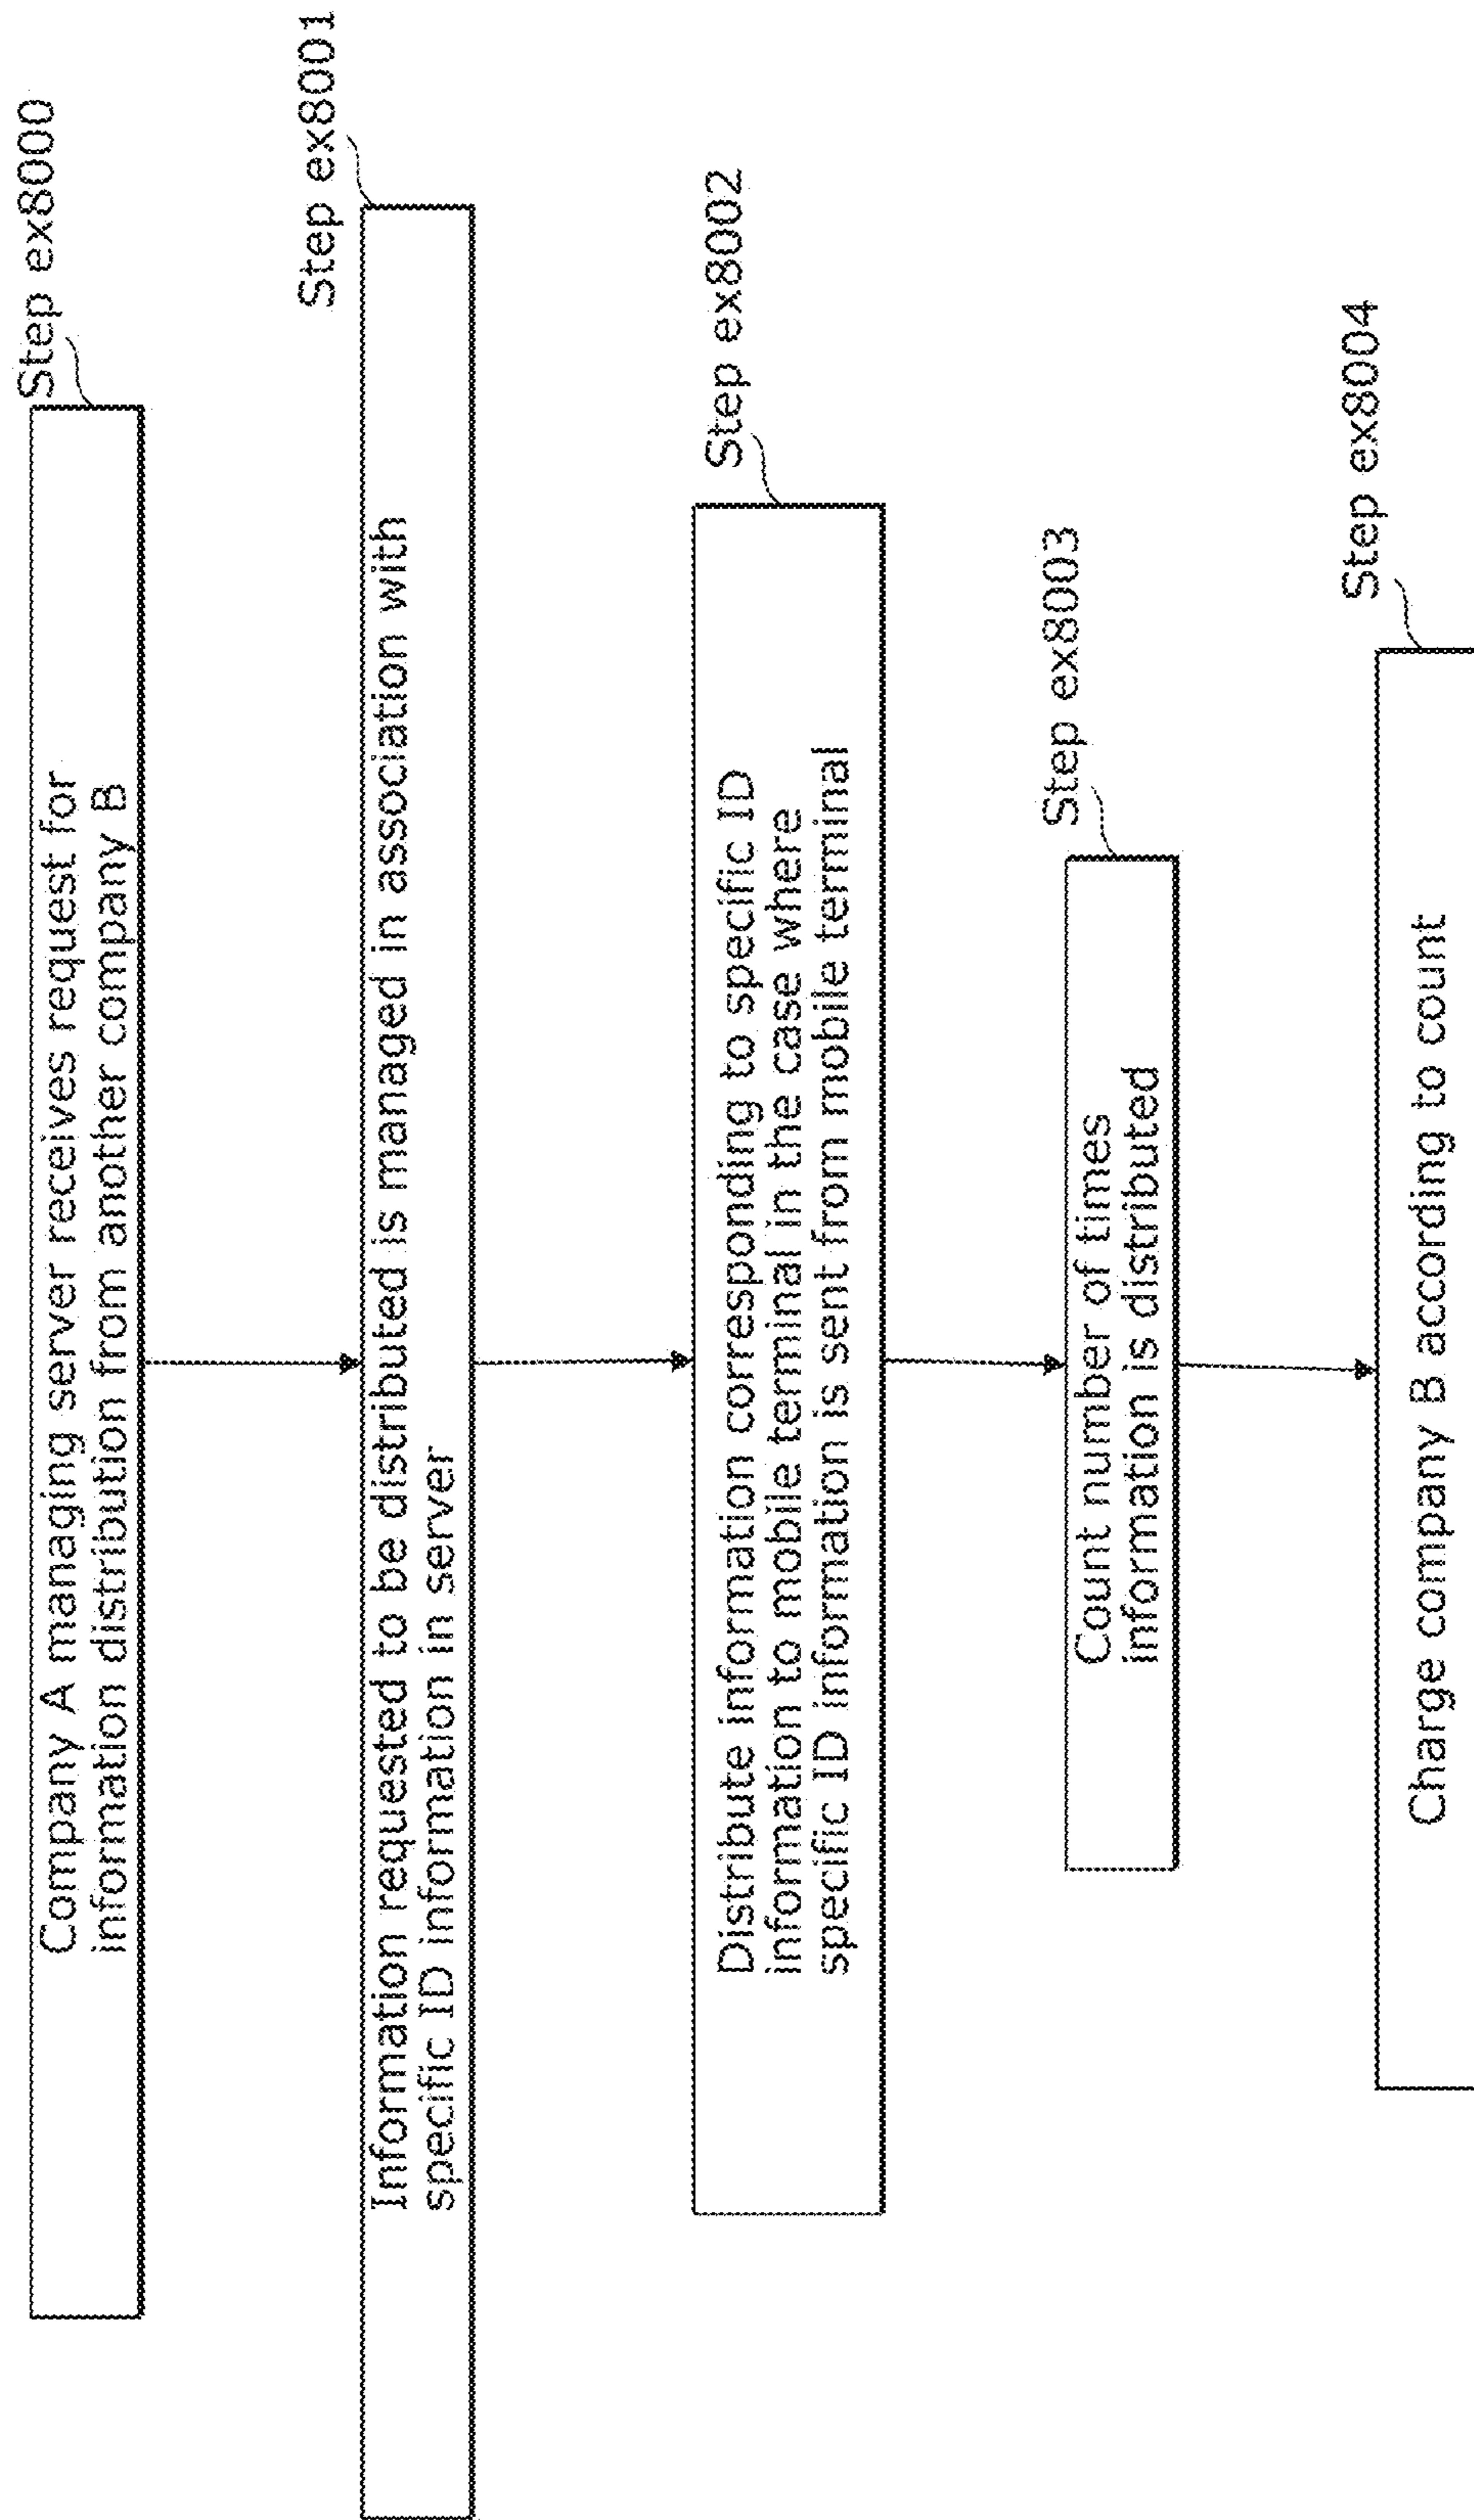 Step ex8000
Company A managing server receives request for
information distribution from another company B
Step ex8001
Information requested to be distributed is managed in association with
specific ID information in server
Step ex8002
Distribute information corresponding to specific ID
information to mobile terminal in the case where
specific ID information is sent from mobile terminal
Step ex8003
Count number of times
information is distributed
Step ex8004
Charge company B according to count